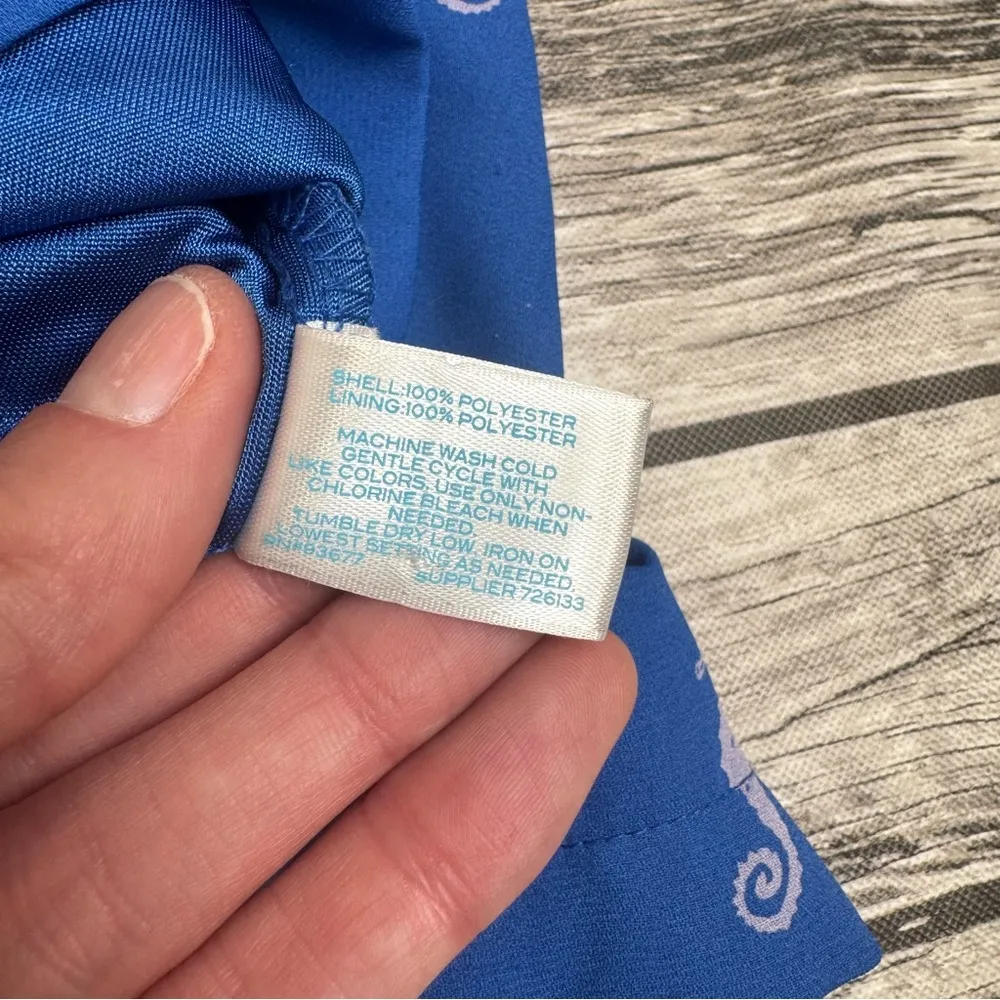 SHELL:100% POLYESTER
LINING:100% POLYESTER
MACHINE WASH COLD
GENTLE CYCLE WITH
LIKE COLORS, USE ONLY NON-
CHLORINE BLEACH WHEN
NEEDED.
TUMBLE DRY LOW, IRON ON
LOWEST SETTING AS NEEDED.
RN#93677
SUPPLIER 726133